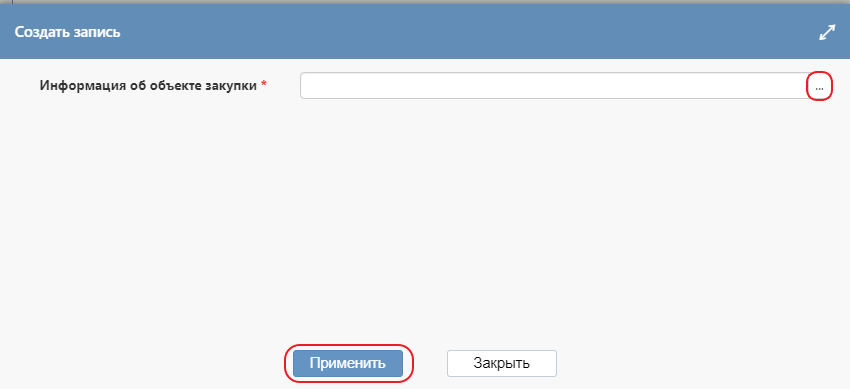 Создать запись
Информация об объекте закупки *
...
Применить
Закрыть